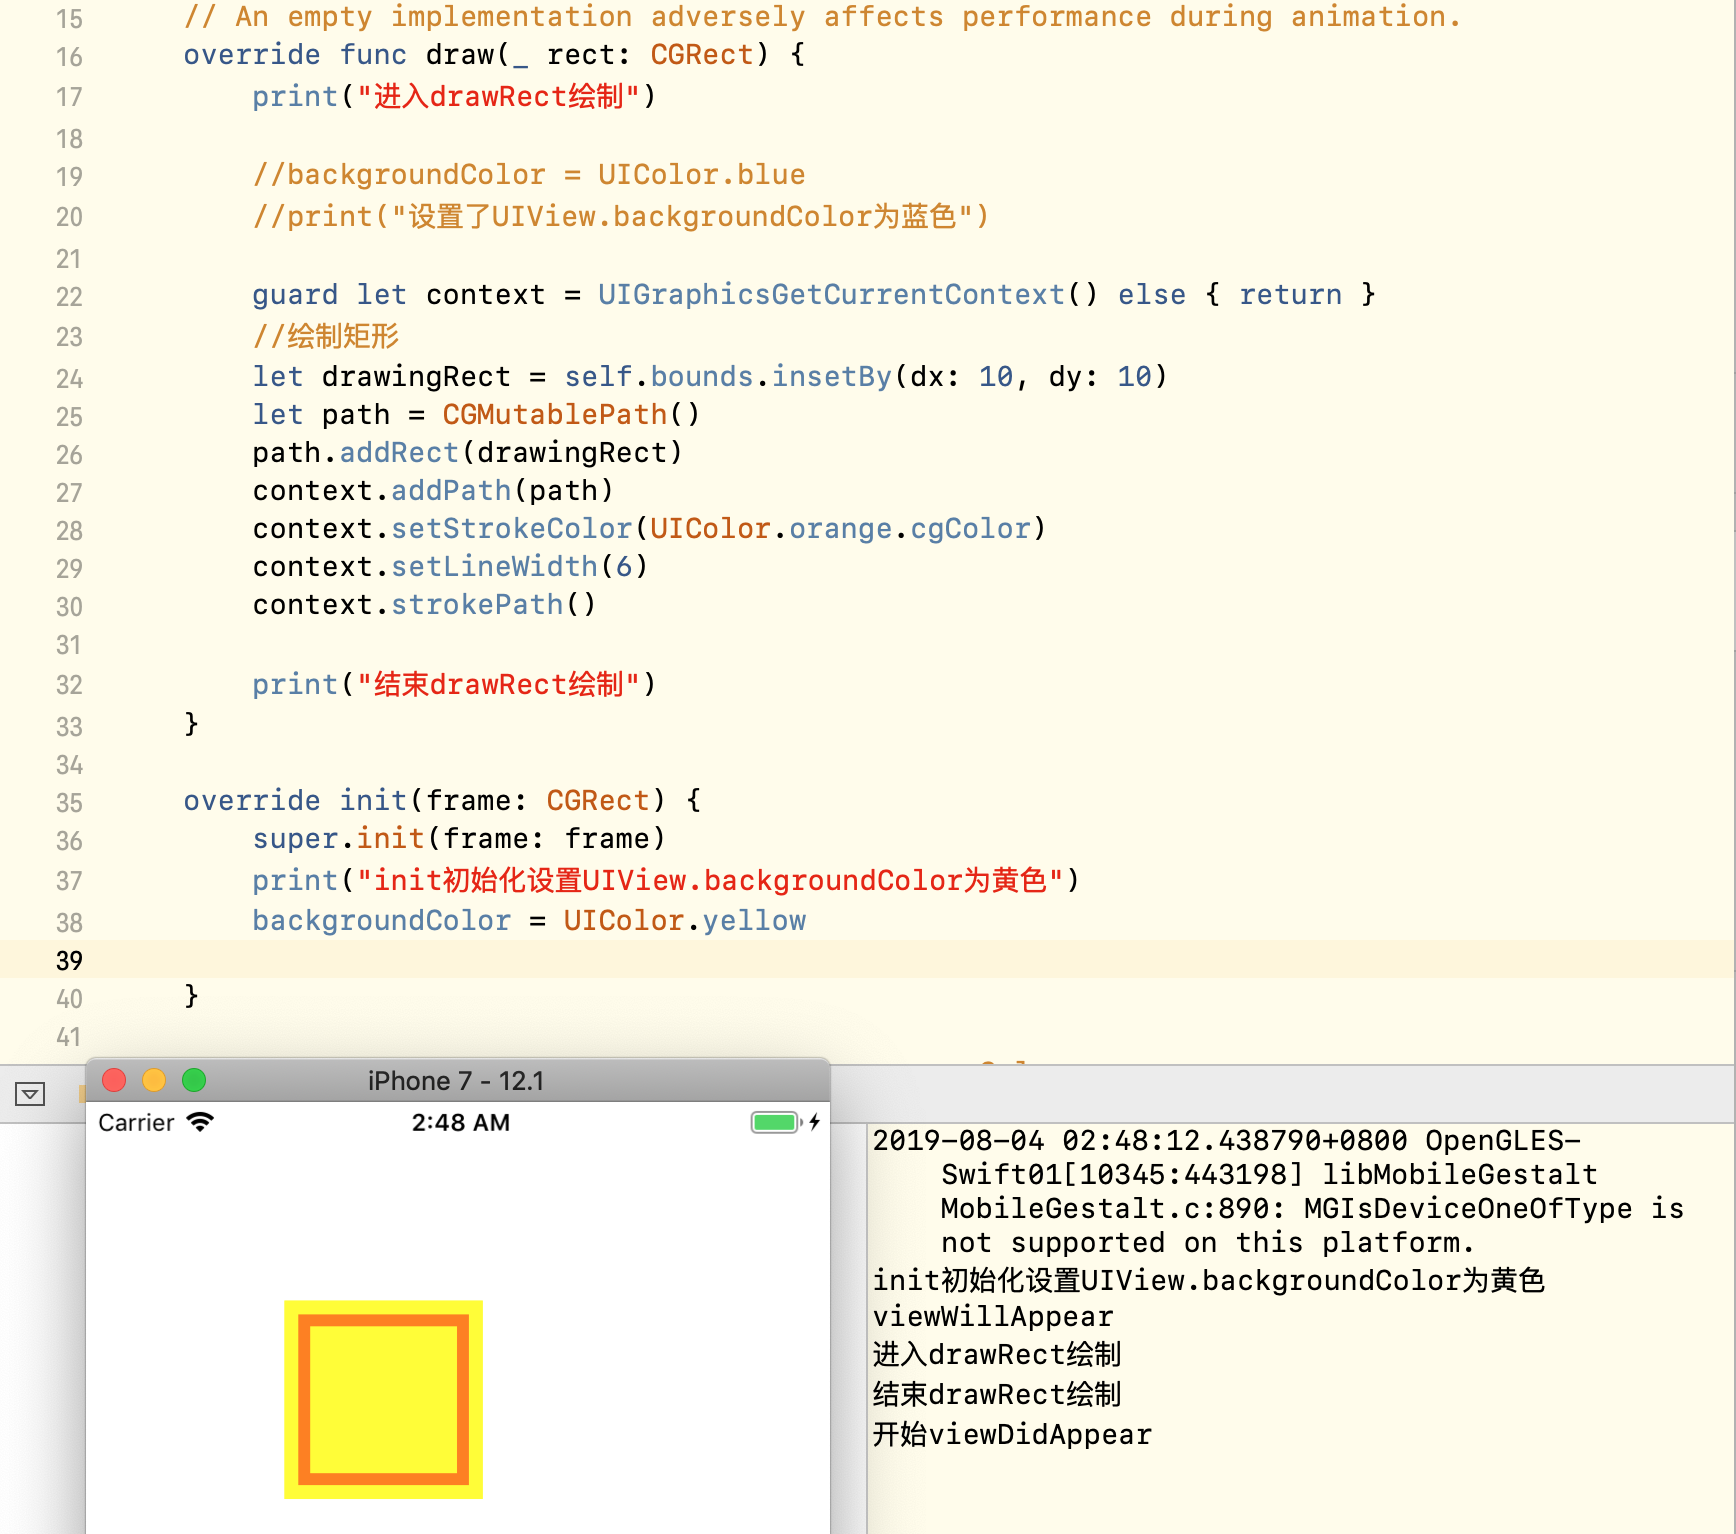 15 // An empty implementation adversely affects performance during animation.
16 override func draw(_ rect: CGRect) {
17 print("进入drawRect绘制")
18
19 //backgroundColor = UIColor.blue
20 //print("设置了UIView.backgroundColor为蓝色")
21
22 guard let context = UIGraphicsGetCurrentContext() else { return }
23 //绘制矩形
24 let drawingRect = self.bounds.insetBy(dx: 10, dy: 10)
25 let path = CGMutablePath()
26 path.addRect(drawingRect)
27 context.addPath(path)
28 context.setStrokeColor(UIColor.orange.cgColor)
29 context.setLineWidth(6)
30 context.strokePath()
31
32 print("结束drawRect绘制")
33 }
34
35 override init(frame: CGRect) {
36 super.init(frame: frame)
37 print("init初始化设置UIView.backgroundColor为黄色")
38 backgroundColor = UIColor.yellow
39
40 }
41
iPhone 7 - 12.1
Carrier 2:48 AM
2019-08-04 02:48:12.438790+0800 OpenGLES-
Swift01[10345:443198] libMobileGestalt
MobileGestalt.c:890: MGIsDeviceOneOfType is
not supported on this platform.
init初始化设置UIView.backgroundColor为黄色
viewWillAppear
进入drawRect绘制
结束drawRect绘制
开始viewDidAppear